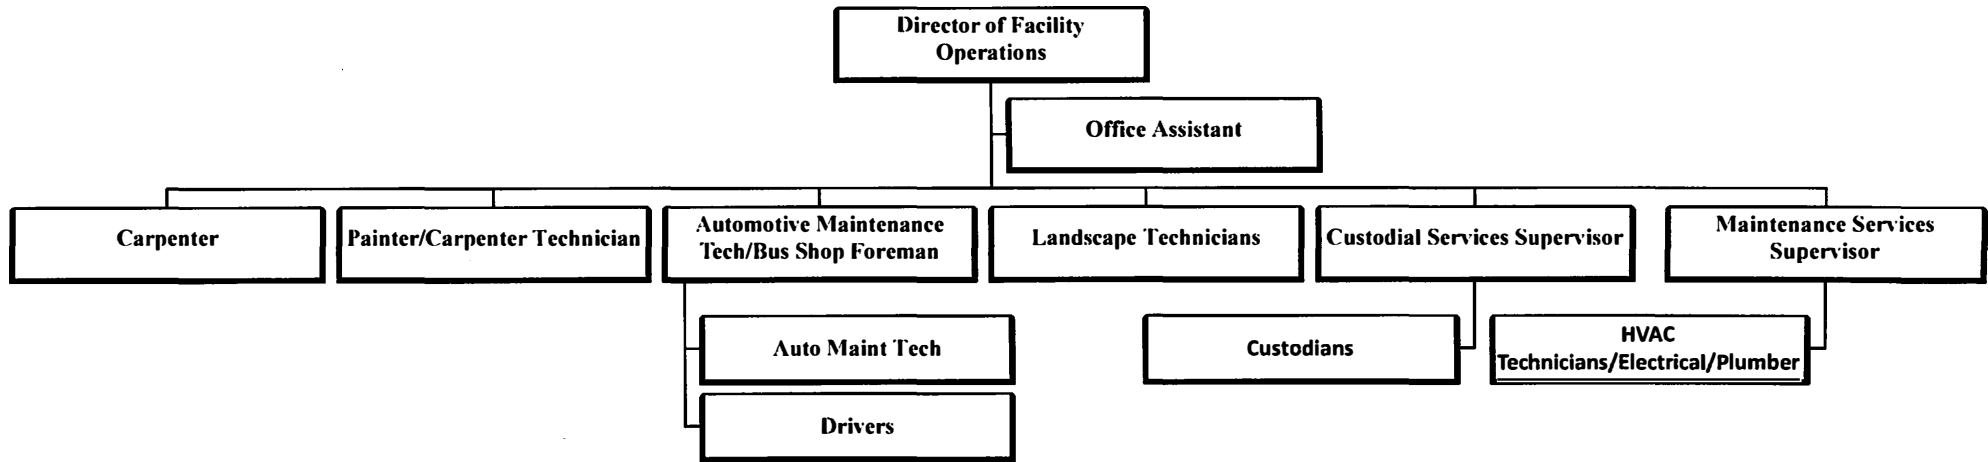 Director of Facility
Operations
Office Assistant
Carpenter
Painter/Carpenter Technician
Automotive Maintenance
Tech/Bus Shop Foreman
Landscape Technicians
Custodial Services Supervisor
Maintenance Services
Supervisor
Auto Maint Tech
Custodians
HVAC
Technicians/Electrical/Plumber
Drivers